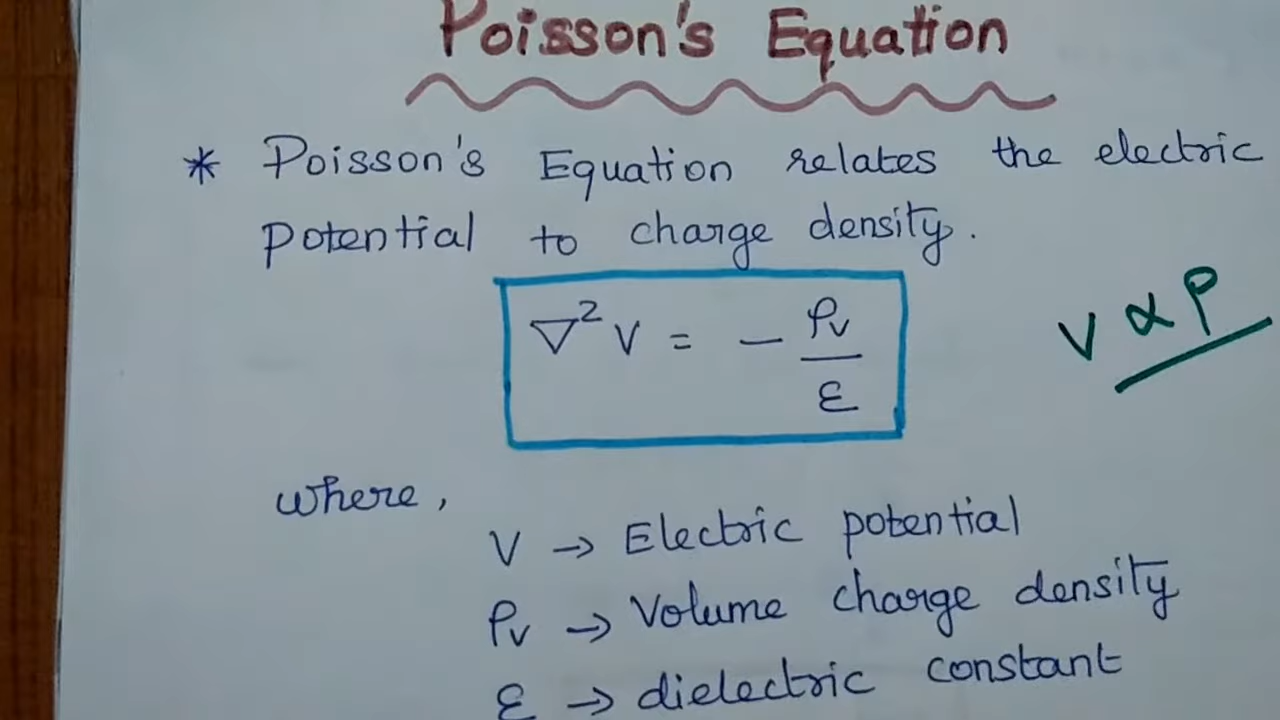 Poisson's Equation
* Poisson's Equation relates the electric
potential to charge density.
∇² V = - ρv/ε
V ∝ ρ
where,
V → Electric potential
ρv → Volume charge density
ε → dielectric constant